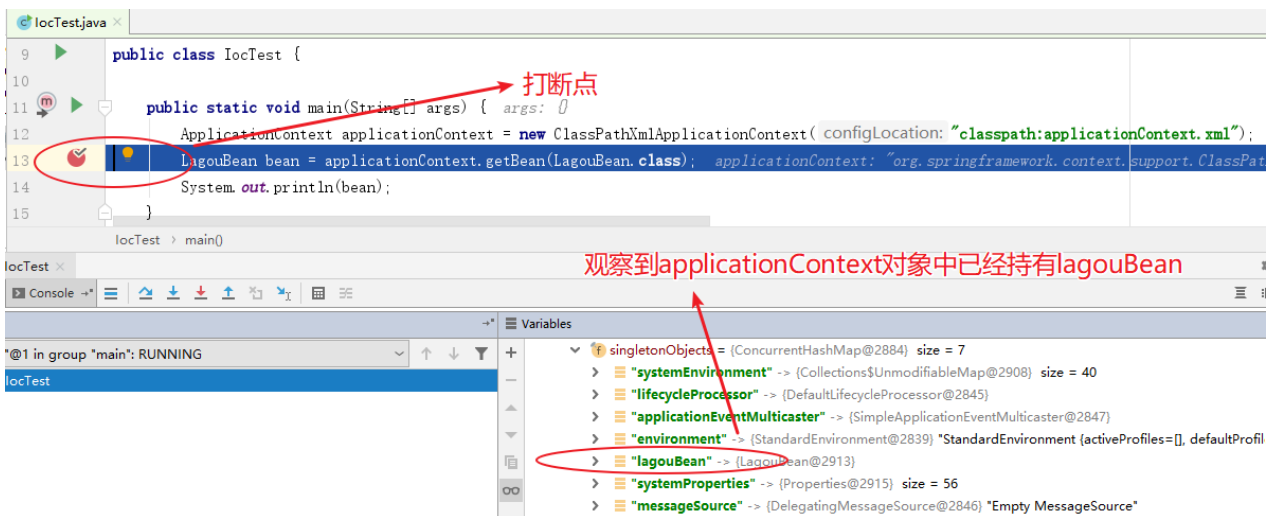 IocTest.java
9 public class IocTest {
打断点
10
11 public static void main(String[] args) { args: {}
12 ApplicationContext applicationContext = new ClassPathXmlApplicationContext( configLocation: "classpath:applicationContext.xml");
13 LagouBean bean = applicationContext.getBean(LagouBean.class); applicationContext: "org.springframework.context.support.ClassPat
14 System.out.println(bean);
15 }
IocTest > main()
观察到applicationContext对象中已经持有lagouBean
IocTest
Console
Variables
"@1 in group "main": RUNNING
IocTest
singletonObjects = {ConcurrentHashMap@2884} size = 7
"systemEnvironment" -> {Collections$UnmodifiableMap@2908} size = 40
"lifecycleProcessor" -> {DefaultLifecycleProcessor@2845}
"applicationEventMulticaster" -> {SimpleApplicationEventMulticaster@2847}
"environment" -> {StandardEnvironment@2839} "StandardEnvironment {activeProfiles=[], defaultProfil
"lagouBean" -> {LagouBean@2913}
"systemProperties" -> {Properties@2915} size = 56
"messageSource" -> {DelegatingMessageSource@2846} "Empty MessageSource"